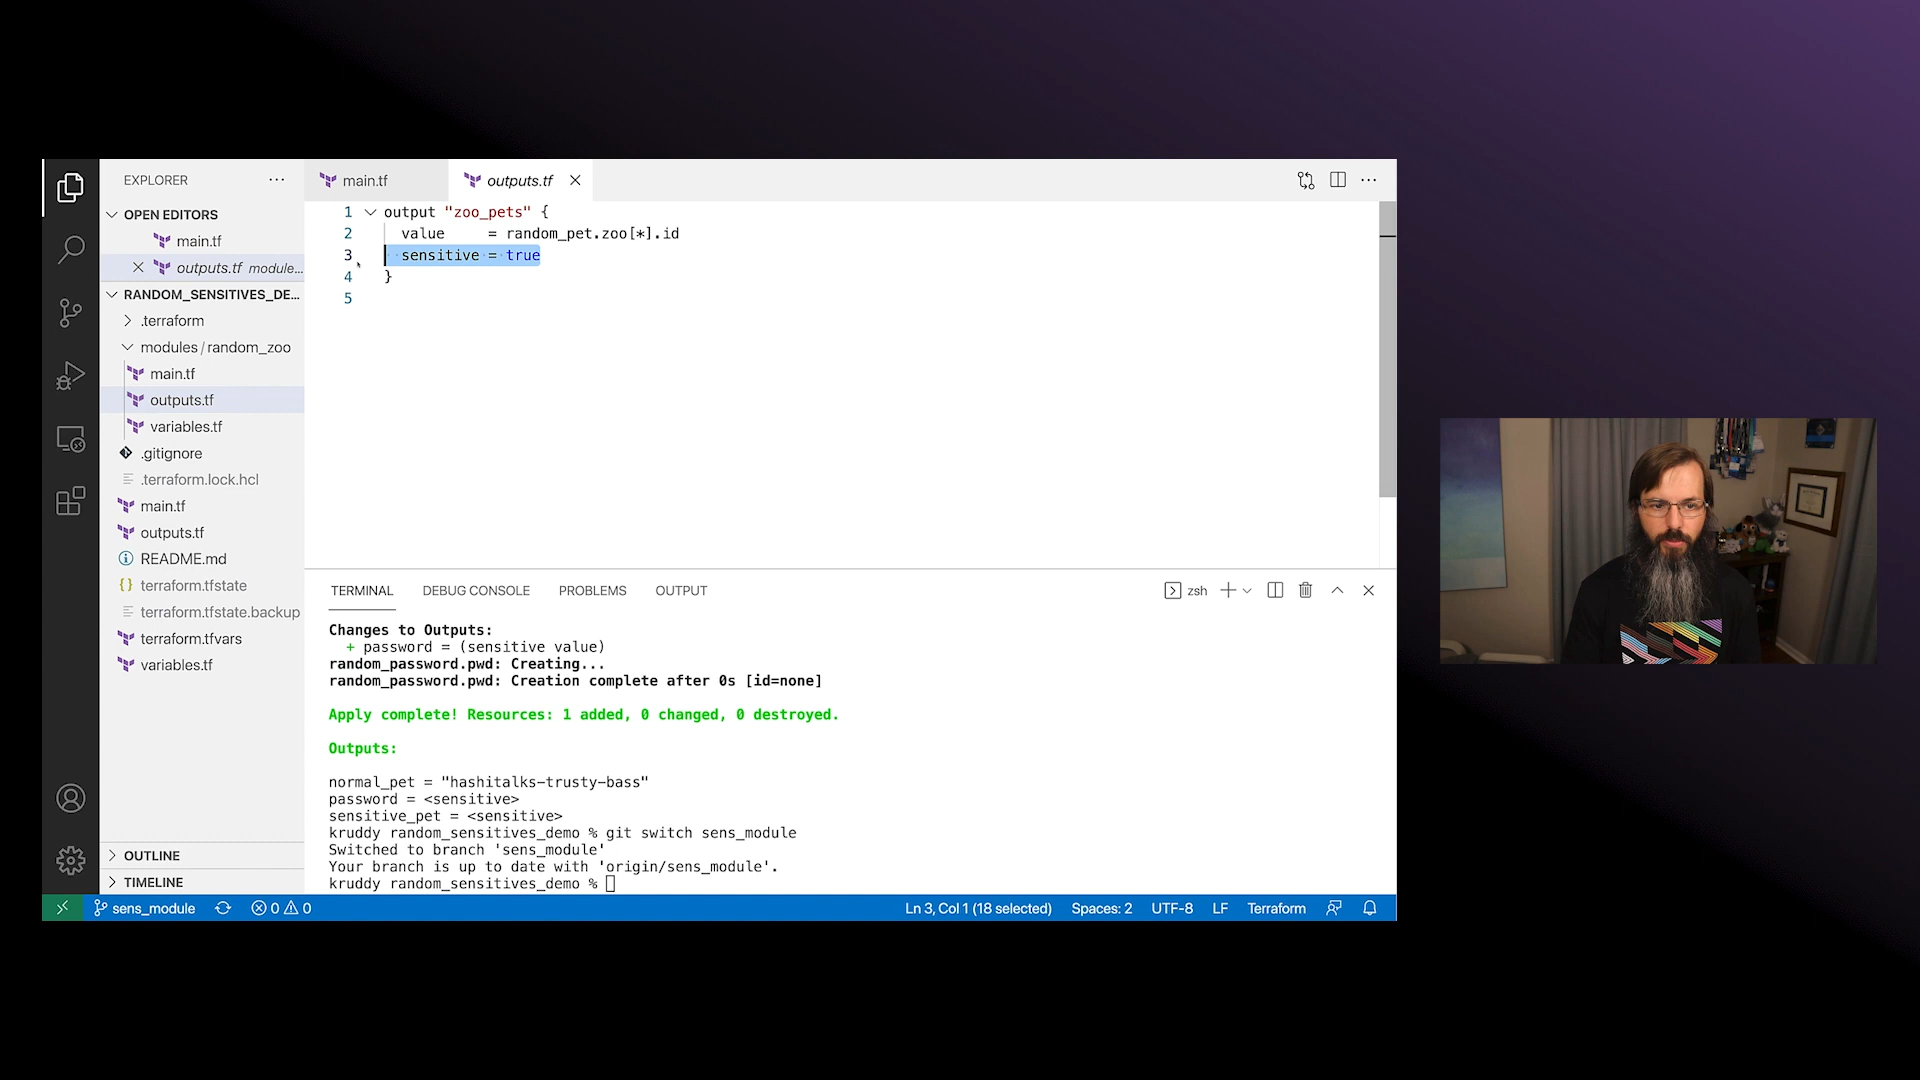 EXPLORER
OPEN EDITORS
main.tf
outputs.tf module...
RANDOM_SENSITIVES_DE...
.terraform
modules / random_zoo
main.tf
outputs.tf
variables.tf
.gitignore
.terraform.lock.hcl
main.tf
outputs.tf
README.md
terraform.tfstate
terraform.tfstate.backup
terraform.tfvars
variables.tf
OUTLINE
TIMELINE
main.tf
outputs.tf
1 output "zoo_pets" {
2 value = random_pet.zoo[*].id
3 sensitive = true
4 }
5
TERMINAL DEBUG CONSOLE PROBLEMS OUTPUT
zsh
Changes to Outputs:
+ password = (sensitive value)
random_password.pwd: Creating...
random_password.pwd: Creation complete after 0s [id=none]
Apply complete! Resources: 1 added, 0 changed, 0 destroyed.
Outputs:
normal_pet = "hashitalks-trusty-bass"
password = <sensitive>
sensitive_pet = <sensitive>
kruddy random_sensitives_demo % git switch sens_module
Switched to branch 'sens_module'
Your branch is up to date with 'origin/sens_module'.
kruddy random_sensitives_demo %
sens_module 0 0 Ln 3, Col 1 (18 selected) Spaces: 2 UTF-8 LF Terraform